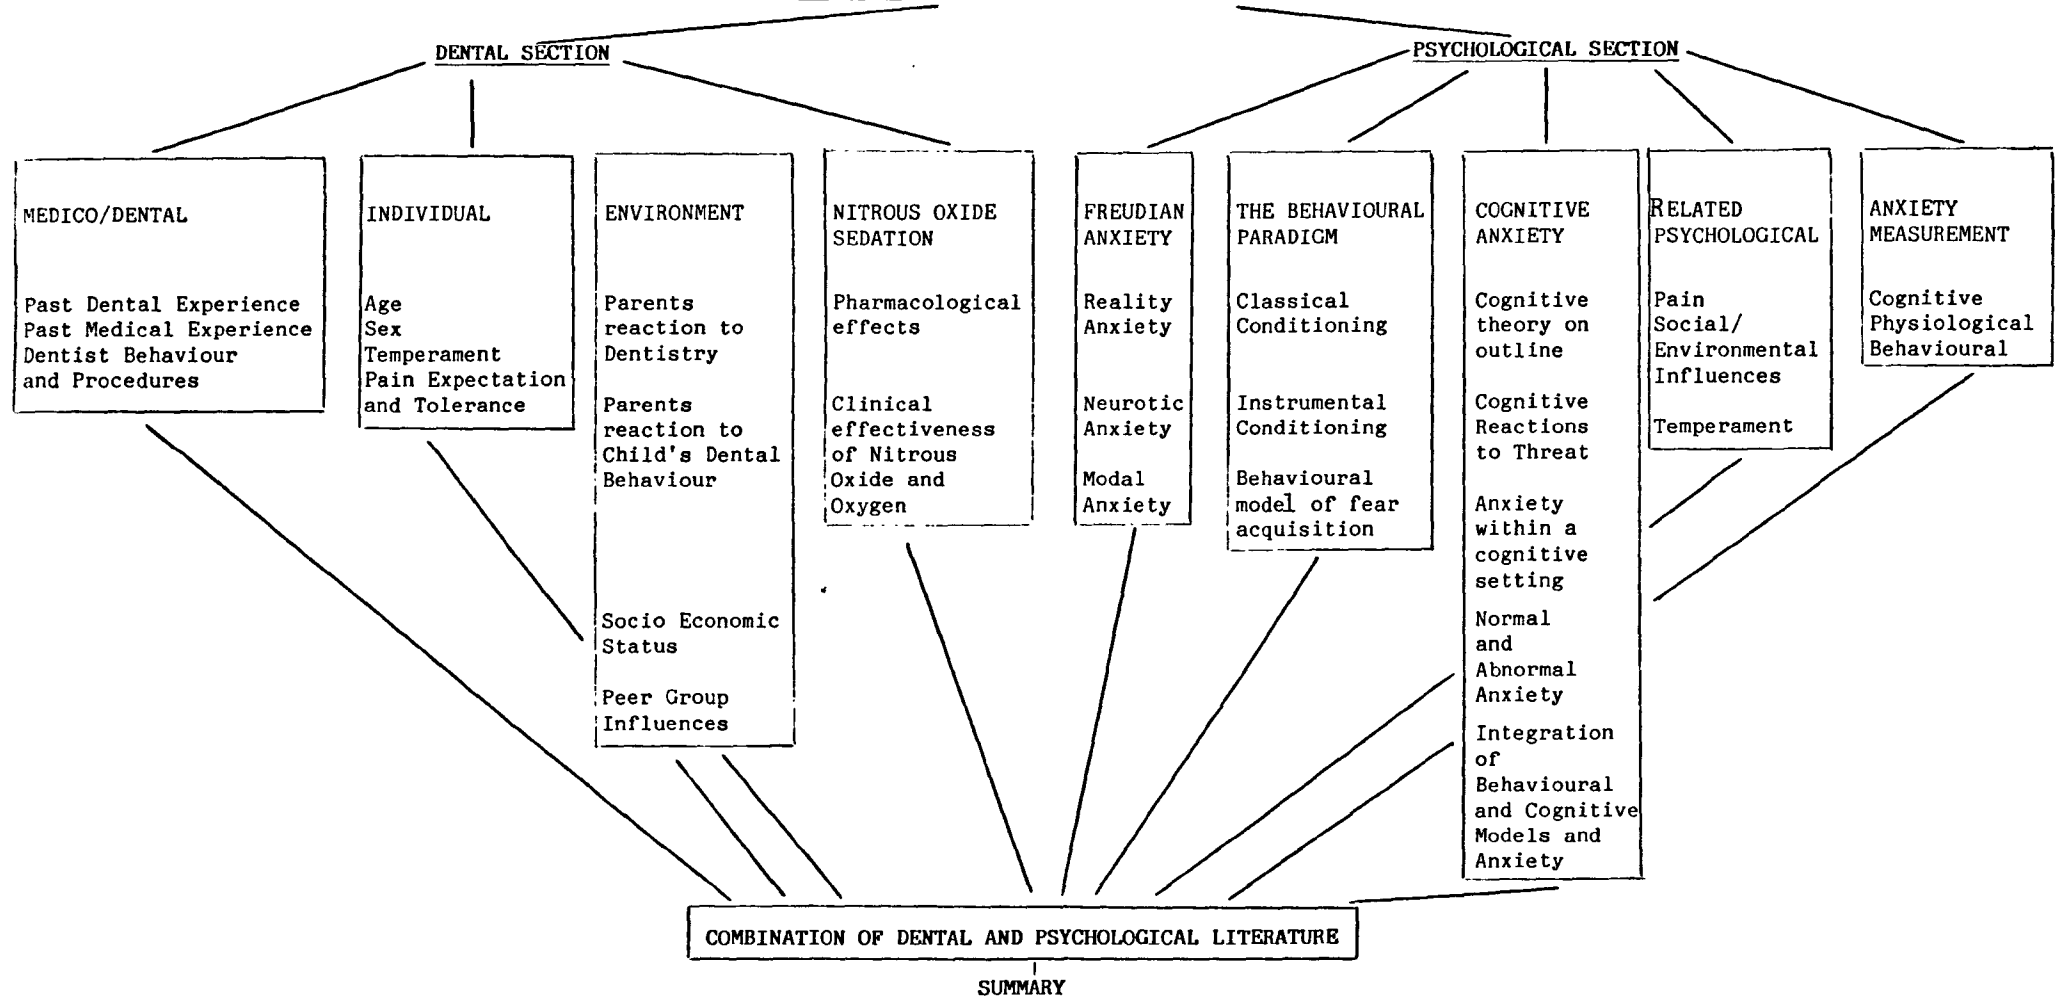 DENTAL SECTION
PSYCHOLOGICAL SECTION
MEDICO/DENTAL
Past Dental Experience
Past Medical Experience
Dentist Behaviour
and Procedures
INDIVIDUAL
Age
Sex
Temperament
Pain Expectation
and Tolerance
ENVIRONMENT
Parents
reaction to
Dentistry
Parents
reaction to
Child's Dental
Behaviour
Socio Economic
Status
Peer Group
Influences
NITROUS OXIDE
SEDATION
Pharmacological
effects
Clinical
effectiveness
of Nitrous
Oxide and
Oxygen
FREUDIAN
ANXIETY
Reality
Anxiety
Neurotic
Anxiety
Modal
Anxiety
THE BEHAVIOURAL
PARADIGM
Classical
Conditioning
Instrumental
Conditioning
Behavioural
model of fear
acquisition
COGNITIVE
ANXIETY
Cognitive
theory on
outline
Cognitive
Reactions
to Threat
Anxiety
within a
cognitive
setting
Normal
and
Abnormal
Anxiety
Integration
of
Behavioural
and Cognitive
Models and
Anxiety
RELATED
PSYCHOLOGICAL
Pain
Social/
Environmental
Influences
Temperament
ANXIETY
MEASUREMENT
Cognitive
Physiological
Behavioural
COMBINATION OF DENTAL AND PSYCHOLOGICAL LITERATURE
SUMMARY